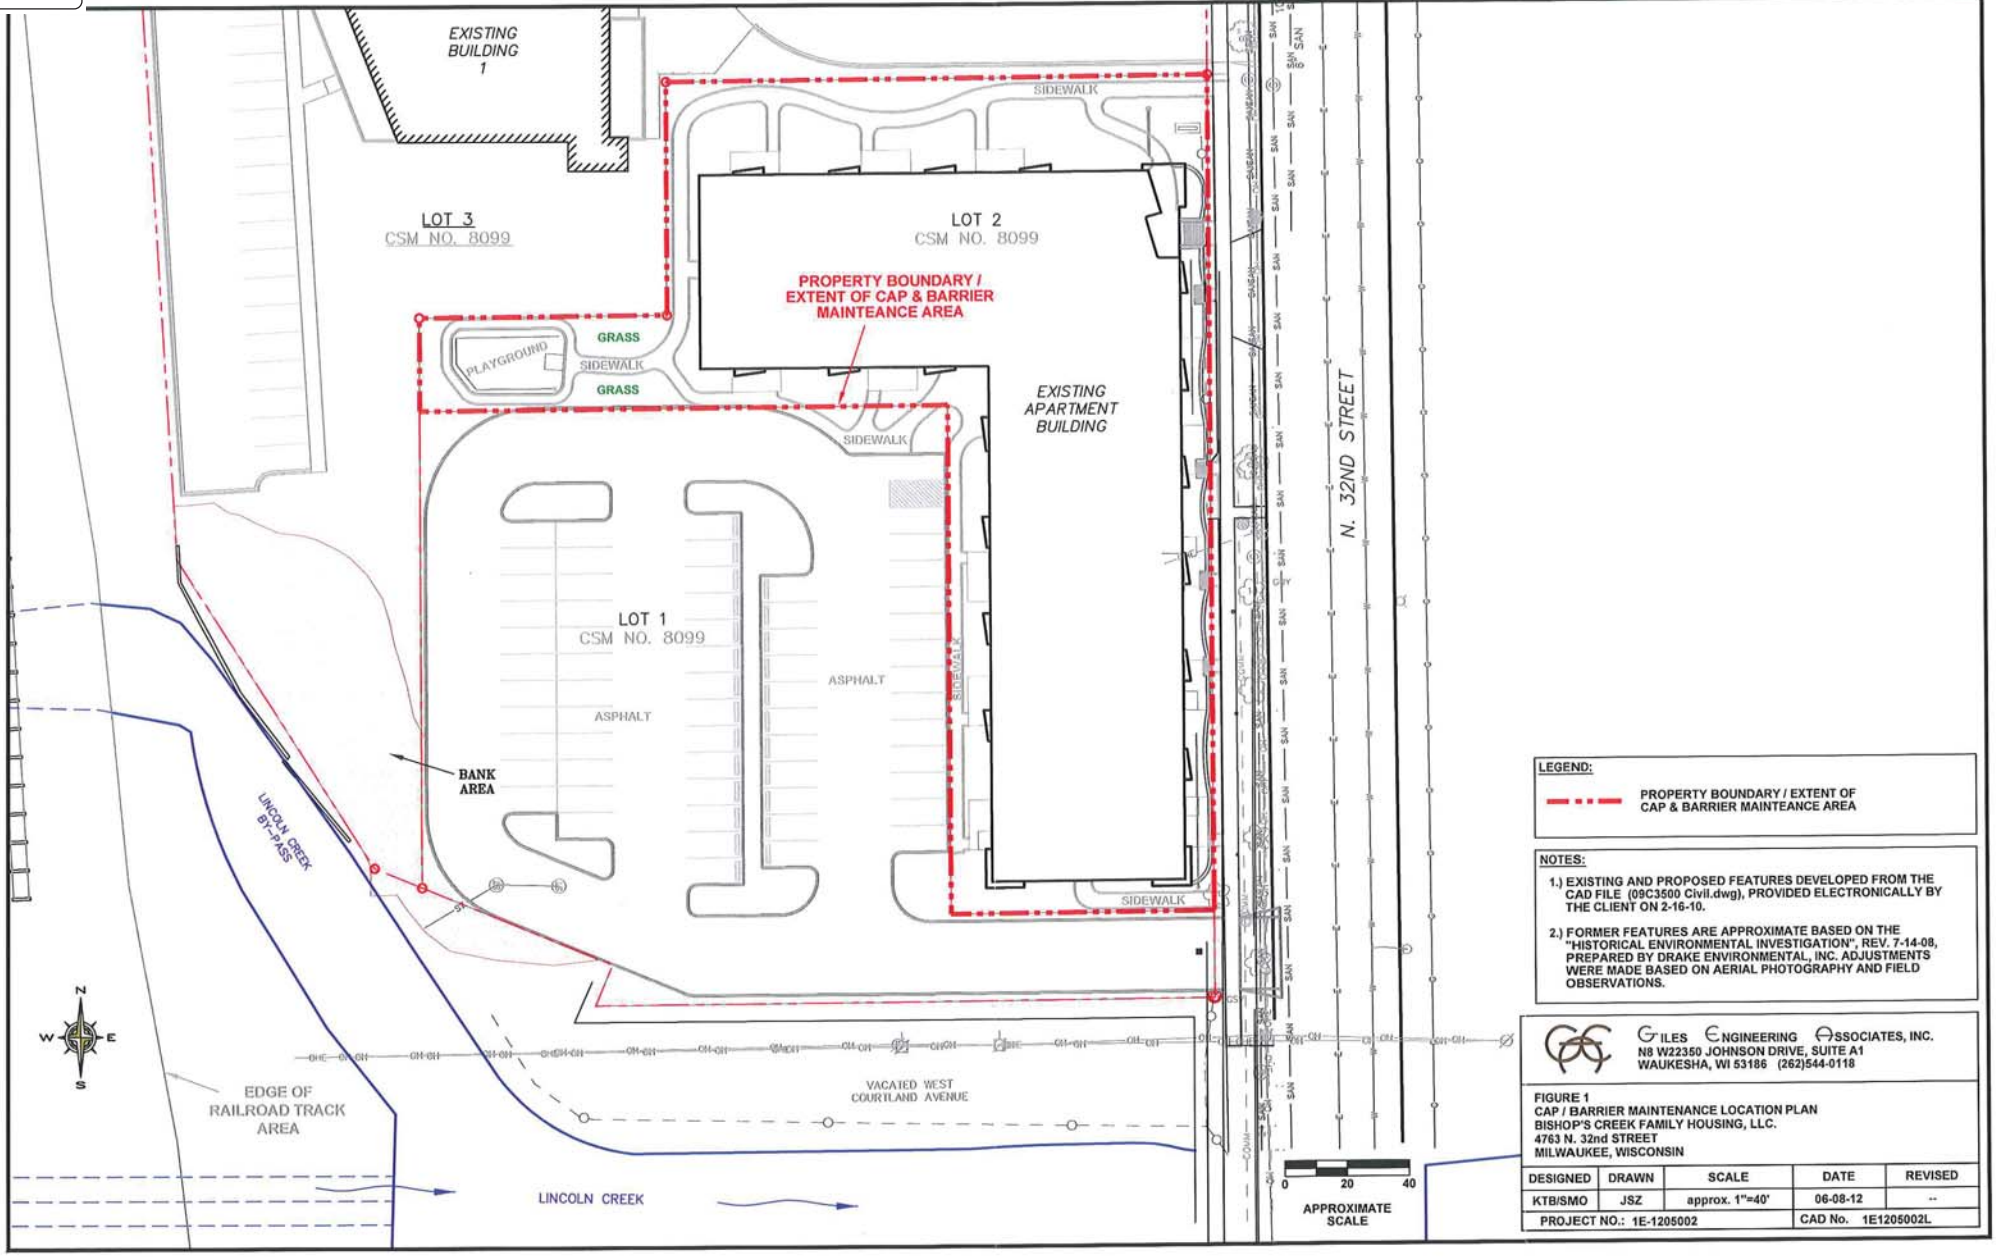 EXISTING
BUILDING
1
LOT 3
CSM NO. 8099
SIDEWALK
LOT 2
CSM NO. 8099
PROPERTY BOUNDARY /
EXTENT OF CAP & BARRIER
MAINTEANCE AREA
GRASS
PLAYGROUND
SIDEWALK
GRASS
EXISTING
APARTMENT
BUILDING
SIDEWALK
N. 32ND STREET
LOT 1
CSM NO. 8099
ASPHALT
ASPHALT
SIDEWALK
BANK
AREA
LINCOLN CREEK
BY-PASS
SIDEWALK
N
W E
S
EDGE OF
RAILROAD TRACK
AREA
VACATED WEST
COURTLAND AVENUE
LINCOLN CREEK
0 20 40
APPROXIMATE
SCALE
LEGEND:
PROPERTY BOUNDARY / EXTENT OF
CAP & BARRIER MAINTEANCE AREA
NOTES:
1.) EXISTING AND PROPOSED FEATURES DEVELOPED FROM THE
CAD FILE (09C3500 Civil.dwg), PROVIDED ELECTRONICALLY BY
THE CLIENT ON 2-16-10.
2.) FORMER FEATURES ARE APPROXIMATE BASED ON THE
"HISTORICAL ENVIRONMENTAL INVESTIGATION", REV. 7-14-08,
PREPARED BY DRAKE ENVIRONMENTAL, INC. ADJUSTMENTS
WERE MADE BASED ON AERIAL PHOTOGRAPHY AND FIELD
OBSERVATIONS.
GILES ENGINEERING ASSOCIATES, INC.
N8 W22350 JOHNSON DRIVE, SUITE A1
WAUKESHA, WI 53186 (262)544-0118
FIGURE 1
CAP / BARRIER MAINTENANCE LOCATION PLAN
BISHOP'S CREEK FAMILY HOUSING, LLC.
4763 N. 32nd STREET
MILWAUKEE, WISCONSIN
DESIGNED DRAWN SCALE DATE REVISED
KTB/SMO JSZ approx. 1"=40' 06-08-12 --
PROJECT NO.: 1E-1205002 CAD No. 1E1205002L